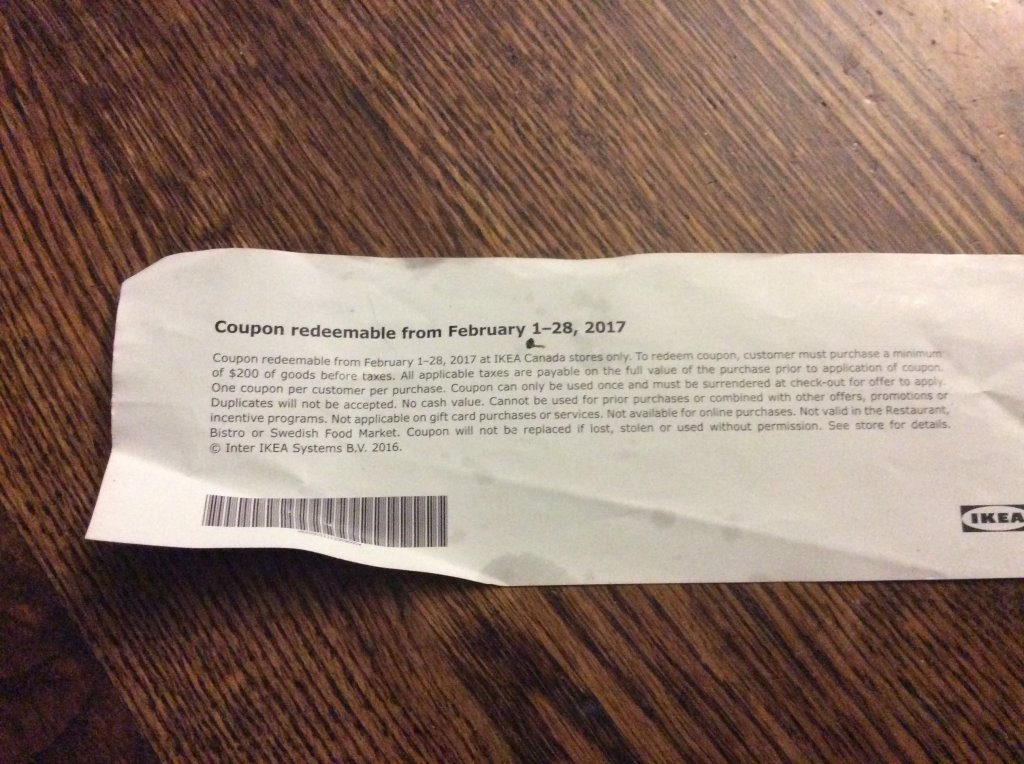 Coupon redeemable from February 1–28, 2017
Coupon redeemable from February 1–28, 2017 at IKEA Canada stores only. To redeem coupon, customer must purchase a minimum
of $200 of goods before taxes. All applicable taxes are payable on the full value of the purchase prior to application of coupon.
One coupon per customer per purchase. Coupon can only be used once and must be surrendered at check-out for offer to apply.
Duplicates will not be accepted. No cash value. Cannot be used for prior purchases or combined with other offers, promotions or
incentive programs. Not applicable on gift card purchases or services. Not available for online purchases. Not valid in the Restaurant,
Bistro or Swedish Food Market. Coupon will not be replaced if lost, stolen or used without permission. See store for details.
© Inter IKEA Systems B.V. 2016.
IKEA